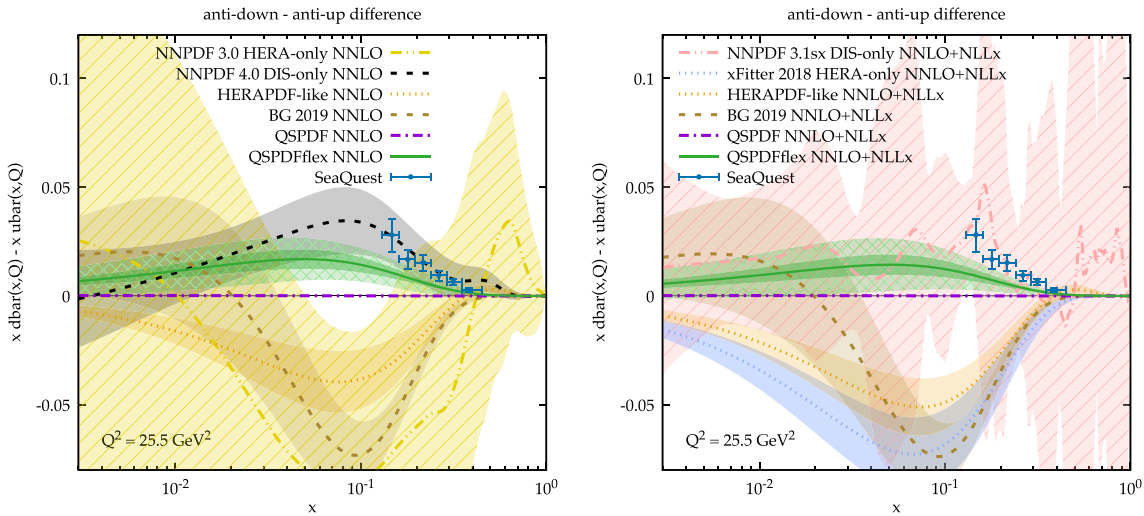 anti-down - anti-up difference
x dbar(x,Q)) - x ubar(x,Q)
0.1
0.05
0
-0.05
NNPDF 3.0 HERA-only NNLO
NNPDF 4.0 DIS-only NNLO
HERAPDF-like NNLO
BG 2019 NNLO
QSPDF NNLO
QSPDFflex NNLO
SeaQuest
Q² = 25.5 GeV²
10⁻²
10⁻¹
10⁰
x
anti-down - anti-up difference
x dbar(x,Q)) - x ubar(x,Q)
0.1
0.05
0
-0.05
NNPDF 3.1sx DIS-only NNLO+NLLx
xFitter 2018 HERA-only NNLO+NLLx
HERAPDF-like NNLO+NLLx
BG 2019 NNLO+NLLx
QSPDF NNLO+NLLx
QSPDFflex NNLO+NLLx
SeaQuest
Q² = 25.5 GeV²
10⁻²
10⁻¹
10⁰
x